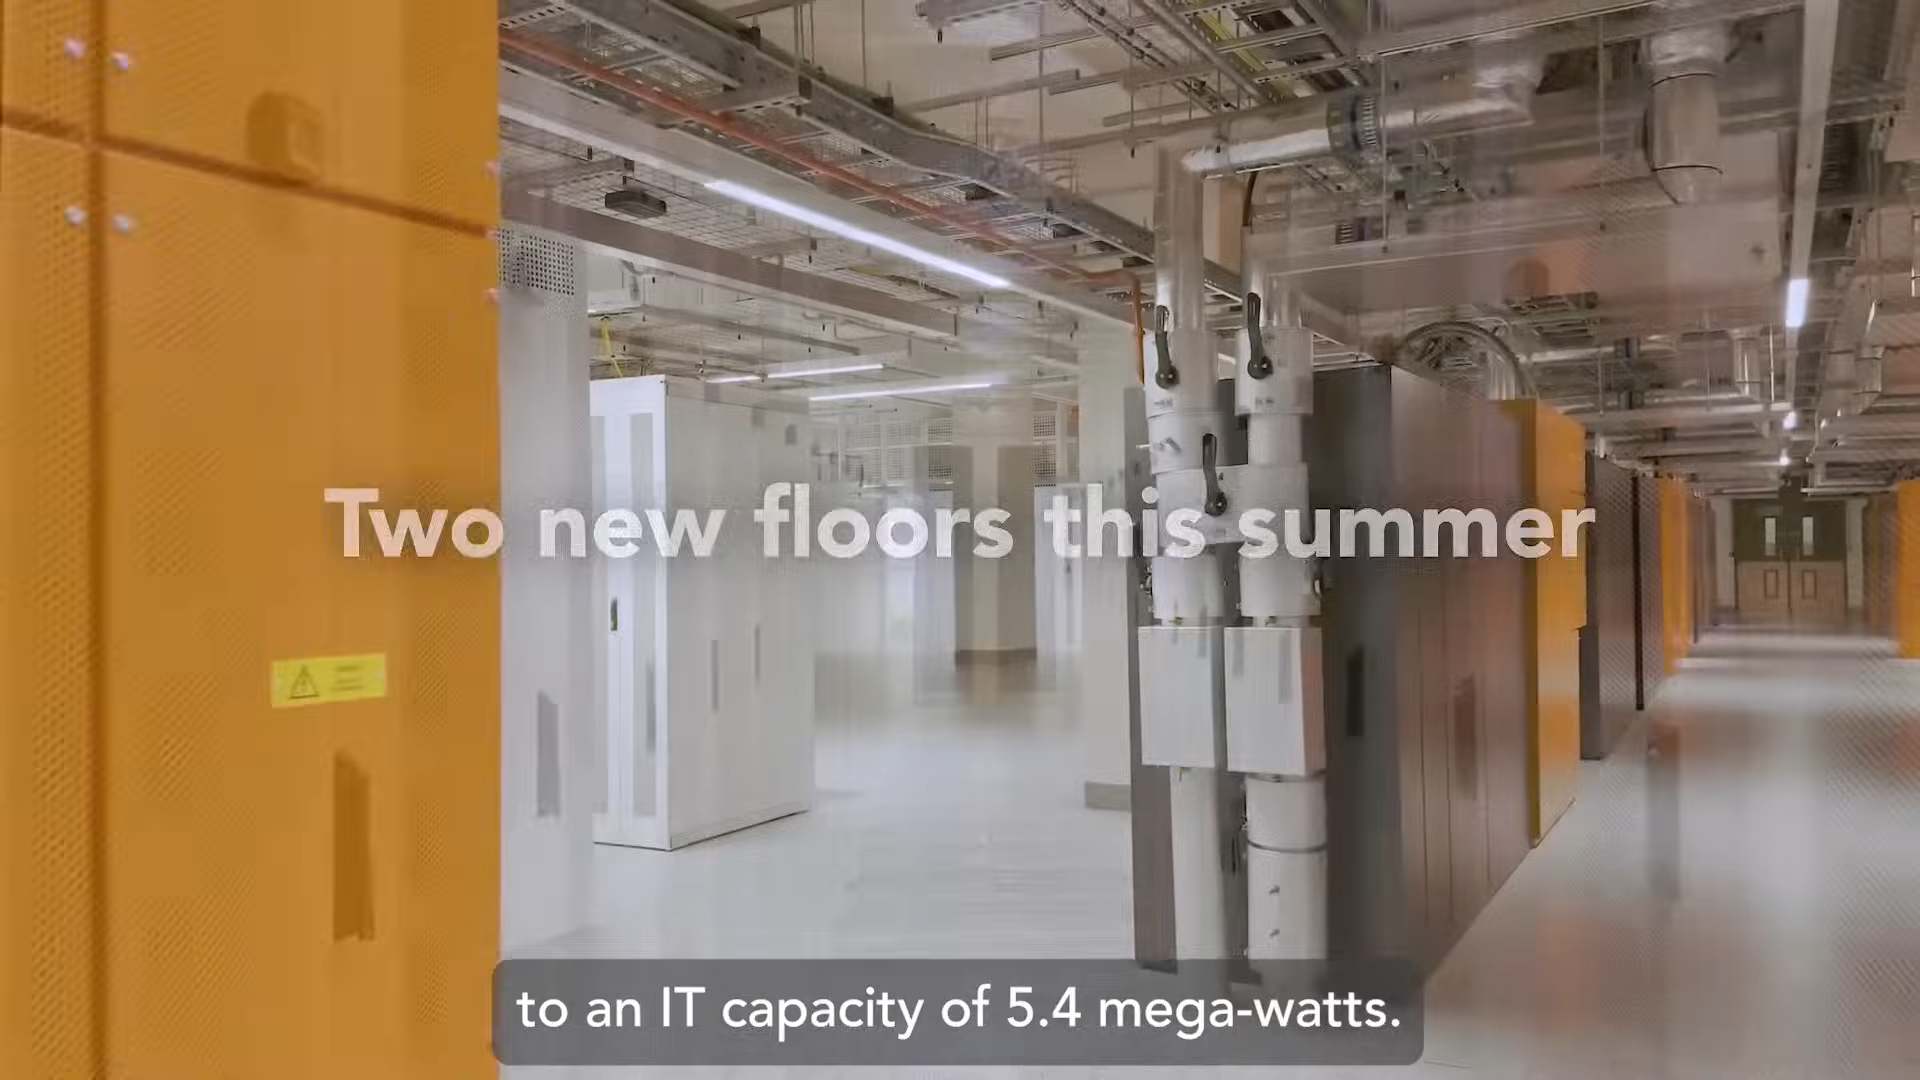 Two new floors this summer
to an IT capacity of 5.4 mega-watts.